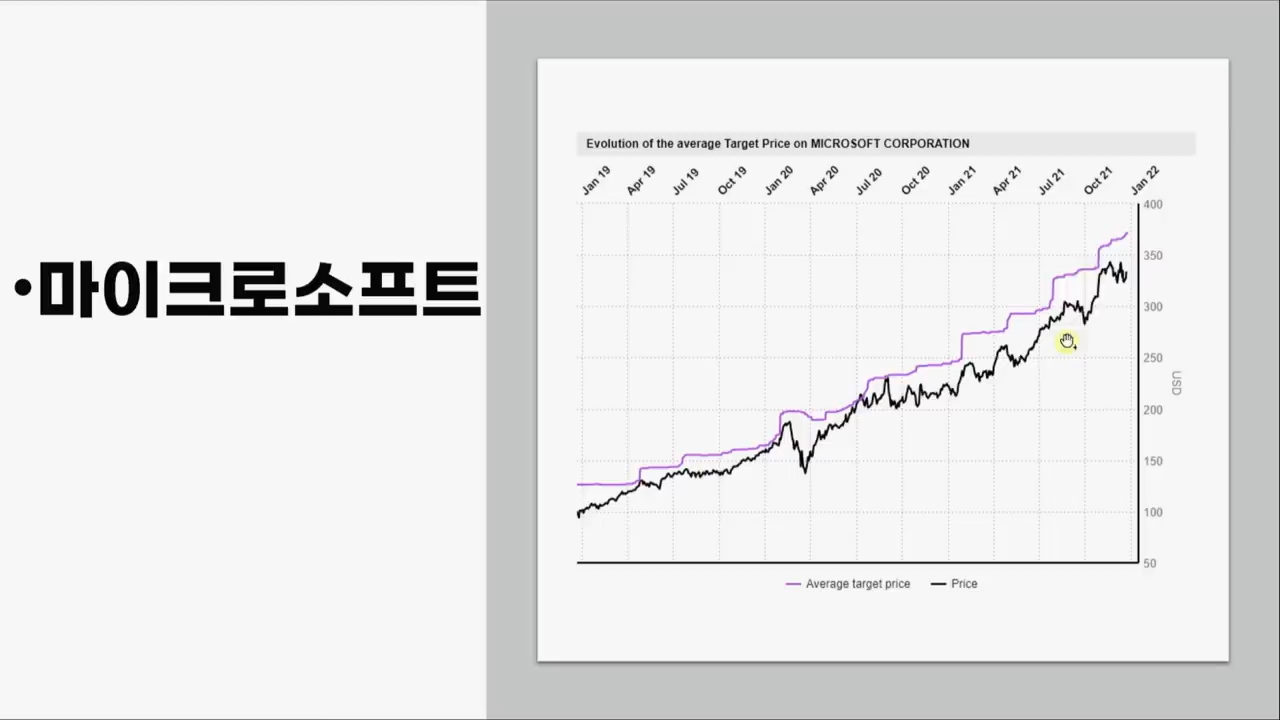 •마이크로소프트
Evolution of the average Target Price on MICROSOFT CORPORATION
Jan 19 Apr 19 Jul 19 Oct 19 Jan 20 Apr 20 Jul 20 Oct 20 Jan 21 Apr 21 Jul 21 Oct 21 Jan 22
400
350
300
250
USD
200
150
100
50
Average target price Price